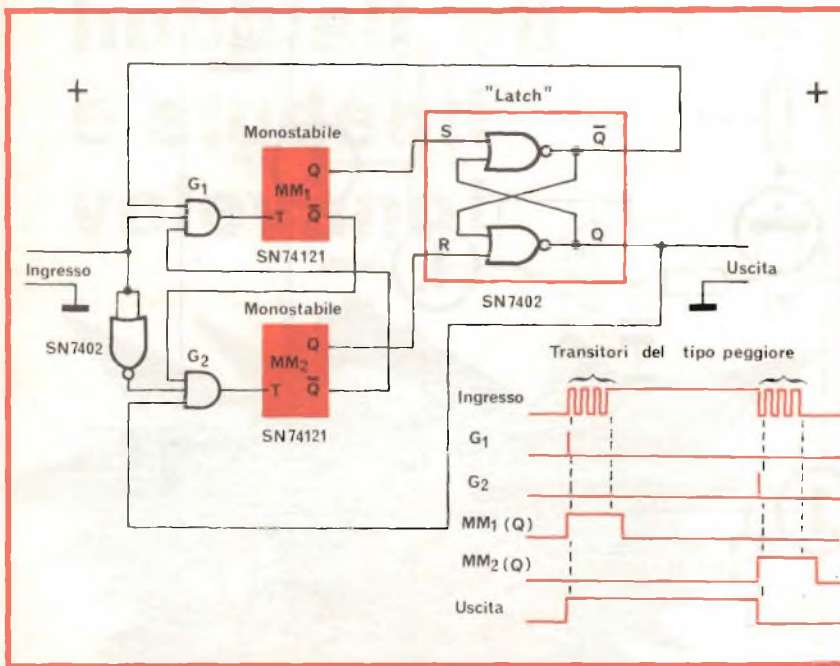 "Latch"
Monostabile
S
Q̅
Q
G₁
MM₁
T
Q̅
SN74121
Q
R
Ingresso
Uscita
Monostabile
SN7402
SN7402
G₂
Q
MM₂
T
Q̅
SN74121
Transitori del tipo peggiore
Ingresso
G₁
G₂
MM₁ (Q)
MM₂ (Q)
Uscita